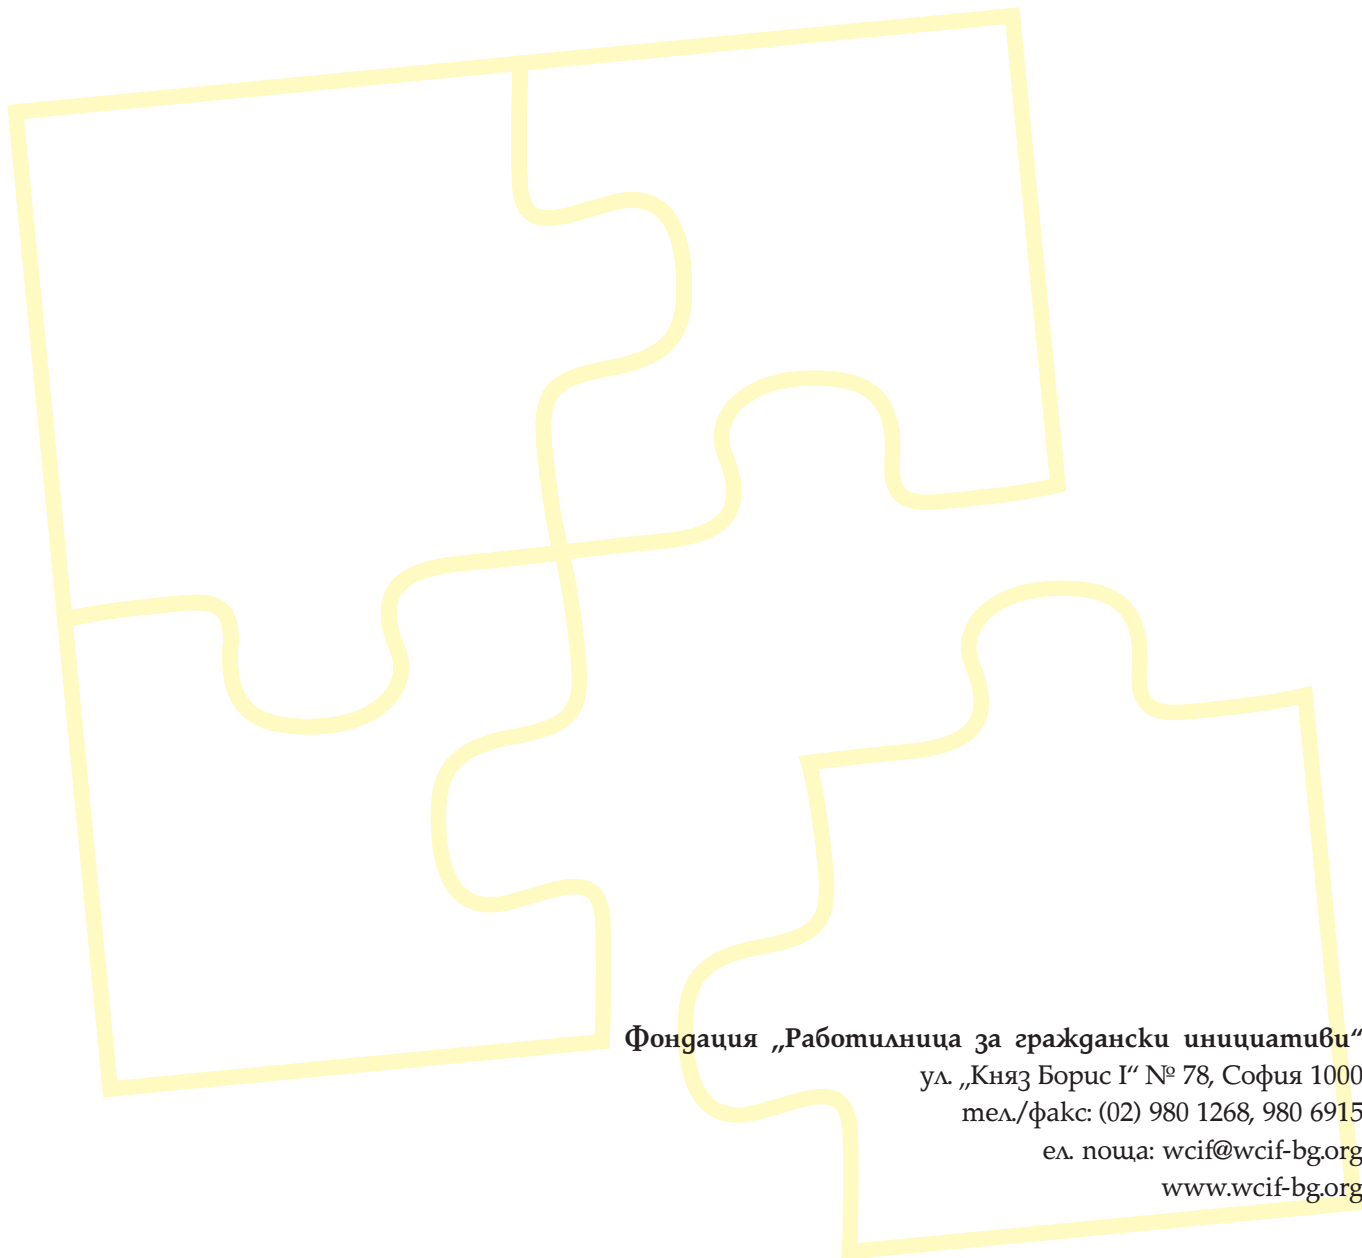 Фондация „Работилница за граждански инициативи“
ул. „Княз Борис I“ № 78, София 1000
тел./факс: (02) 980 1268, 980 6915
ел. поща: wcif@wcif-bg.org
www.wcif-bg.org